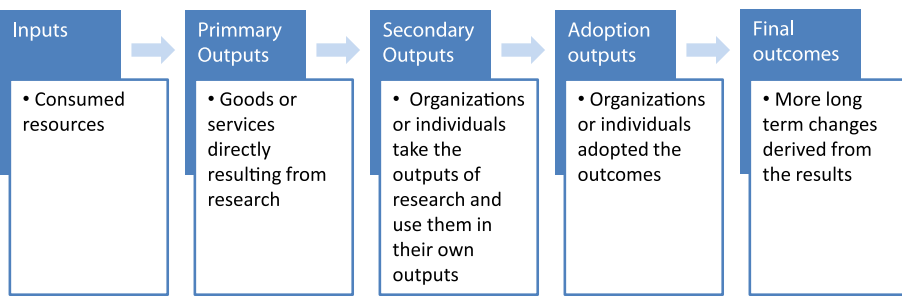 Inputs
• Consumed
resources
Primmary
Outputs
• Goods or
services
directly
resulting from
research
Secondary
Outputs
• Organizations
or individuals
take the
outputs of
research and
use them in
their own
outputs
Adoption
outputs
• Organizations
or individuals
adopted the
outcomes
Final
outcomes
• More long
term changes
derived from
the results